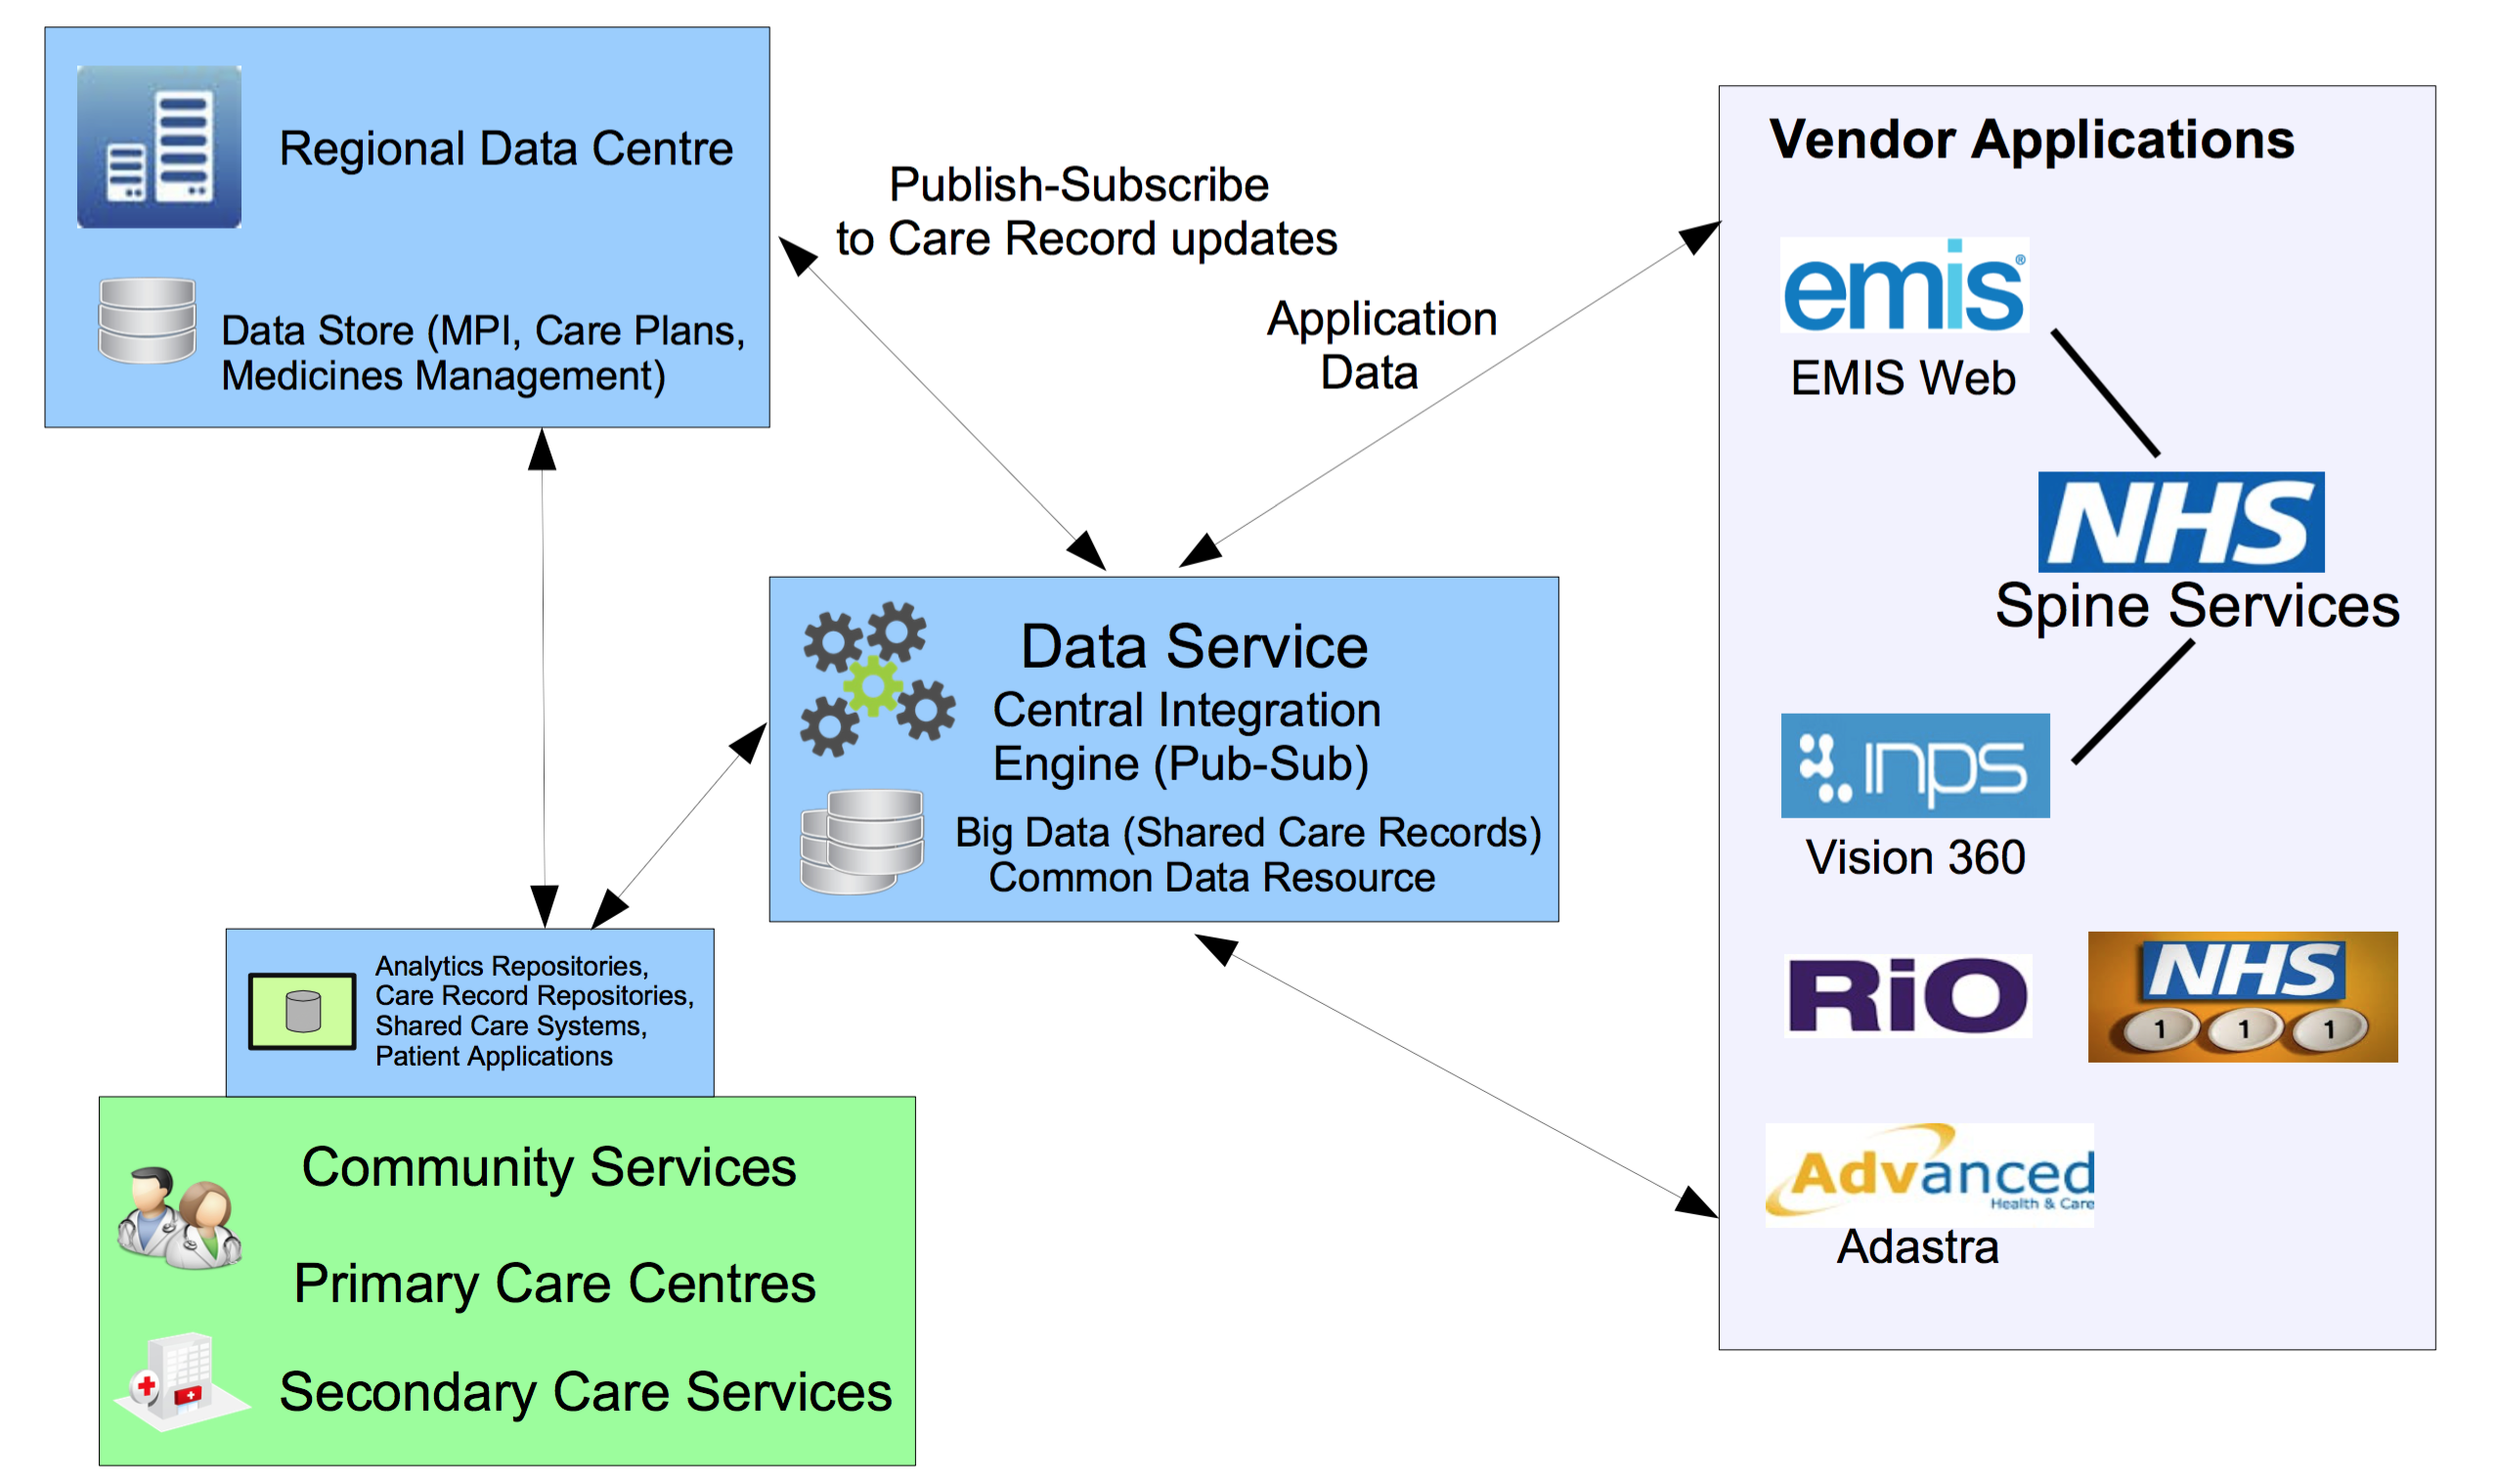 Regional Data Centre
Data Store (MPI, Care Plans,
Medicines Management)
Publish-Subscribe
to Care Record updates
Application
Data
Vendor Applications
emis®
EMIS Web
NHS
Spine Services
inps
Vision 360
RiO
NHS
1 1 1
Advanced
Health & Care
Adastra
Data Service
Central Integration
Engine (Pub-Sub)
Big Data (Shared Care Records)
Common Data Resource
Analytics Repositories,
Care Record Repositories,
Shared Care Systems,
Patient Applications
Community Services
Primary Care Centres
Secondary Care Services